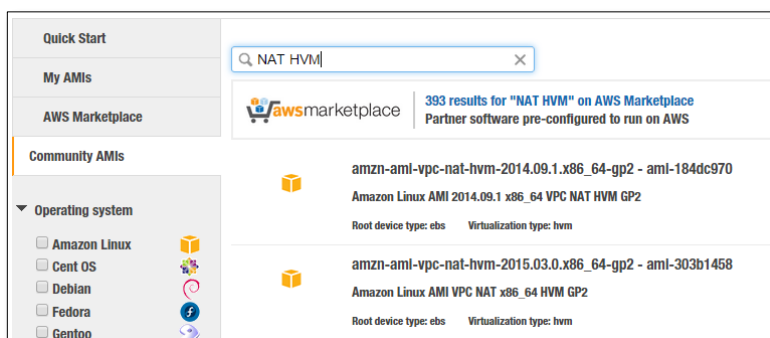 Quick Start
My AMIs
AWS Marketplace
Community AMIs
Operating system
Amazon Linux
Cent OS
Debian
Fedora
Gentoo
NAT HVM
awsmarketplace
393 results for "NAT HVM" on AWS Marketplace
Partner software pre-configured to run on AWS
amzn-ami-vpc-nat-hvm-2014.09.1.x86_64-gp2 - ami-184dc970
Amazon Linux AMI 2014.09.1 x86_64 VPC NAT HVM GP2
Root device type: ebs Virtualization type: hvm
amzn-ami-vpc-nat-hvm-2015.03.0.x86_64-gp2 - ami-303b1458
Amazon Linux AMI VPC NAT x86_64 HVM GP2
Root device type: ebs Virtualization type: hvm